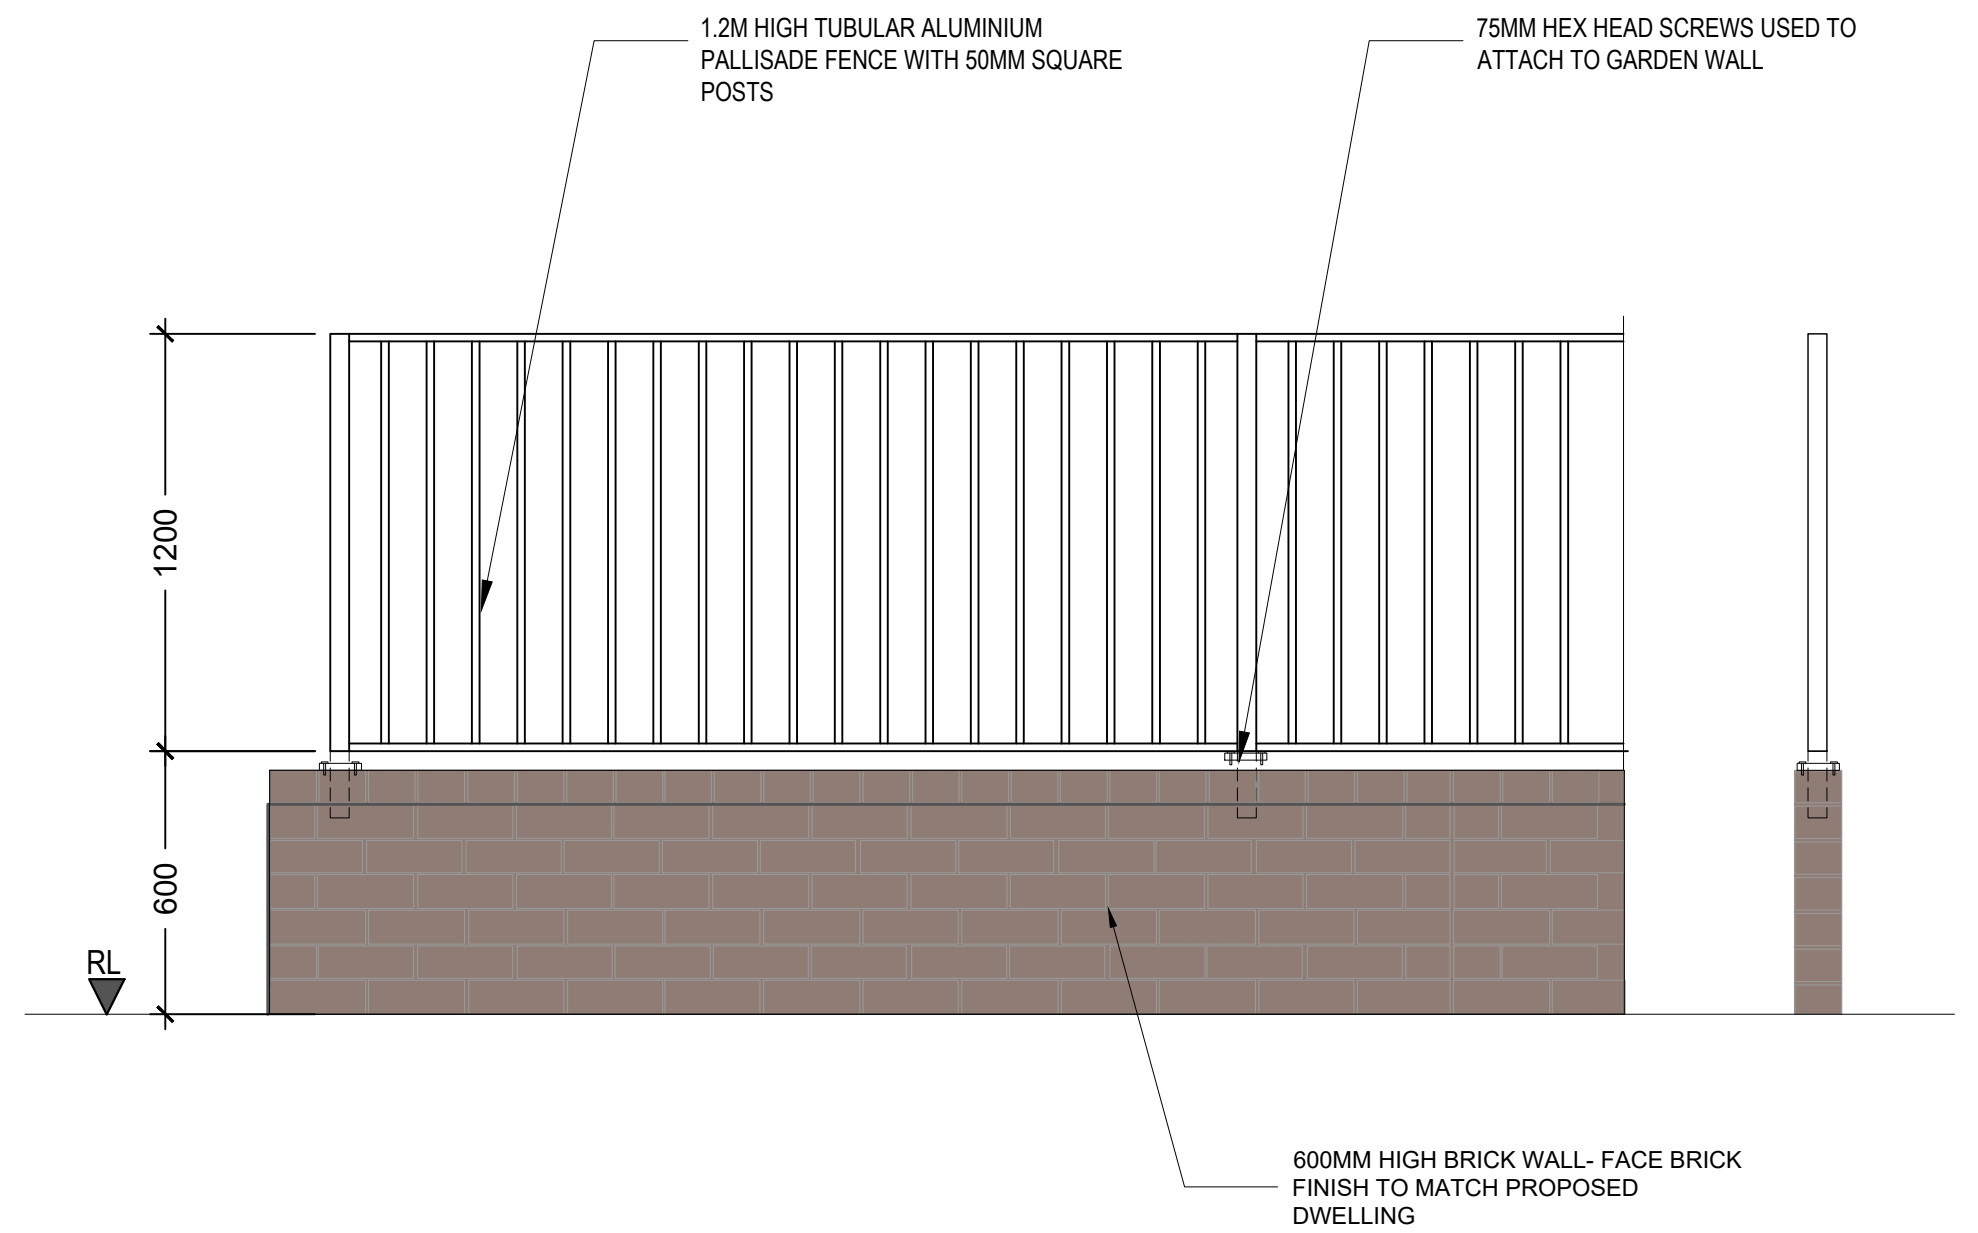 1.2M HIGH TUBULAR ALUMINIUM
PALLISADE FENCE WITH 50MM SQUARE
POSTS
75MM HEX HEAD SCREWS USED TO
ATTACH TO GARDEN WALL
1200
600
RL
600MM HIGH BRICK WALL- FACE BRICK
FINISH TO MATCH PROPOSED
DWELLING